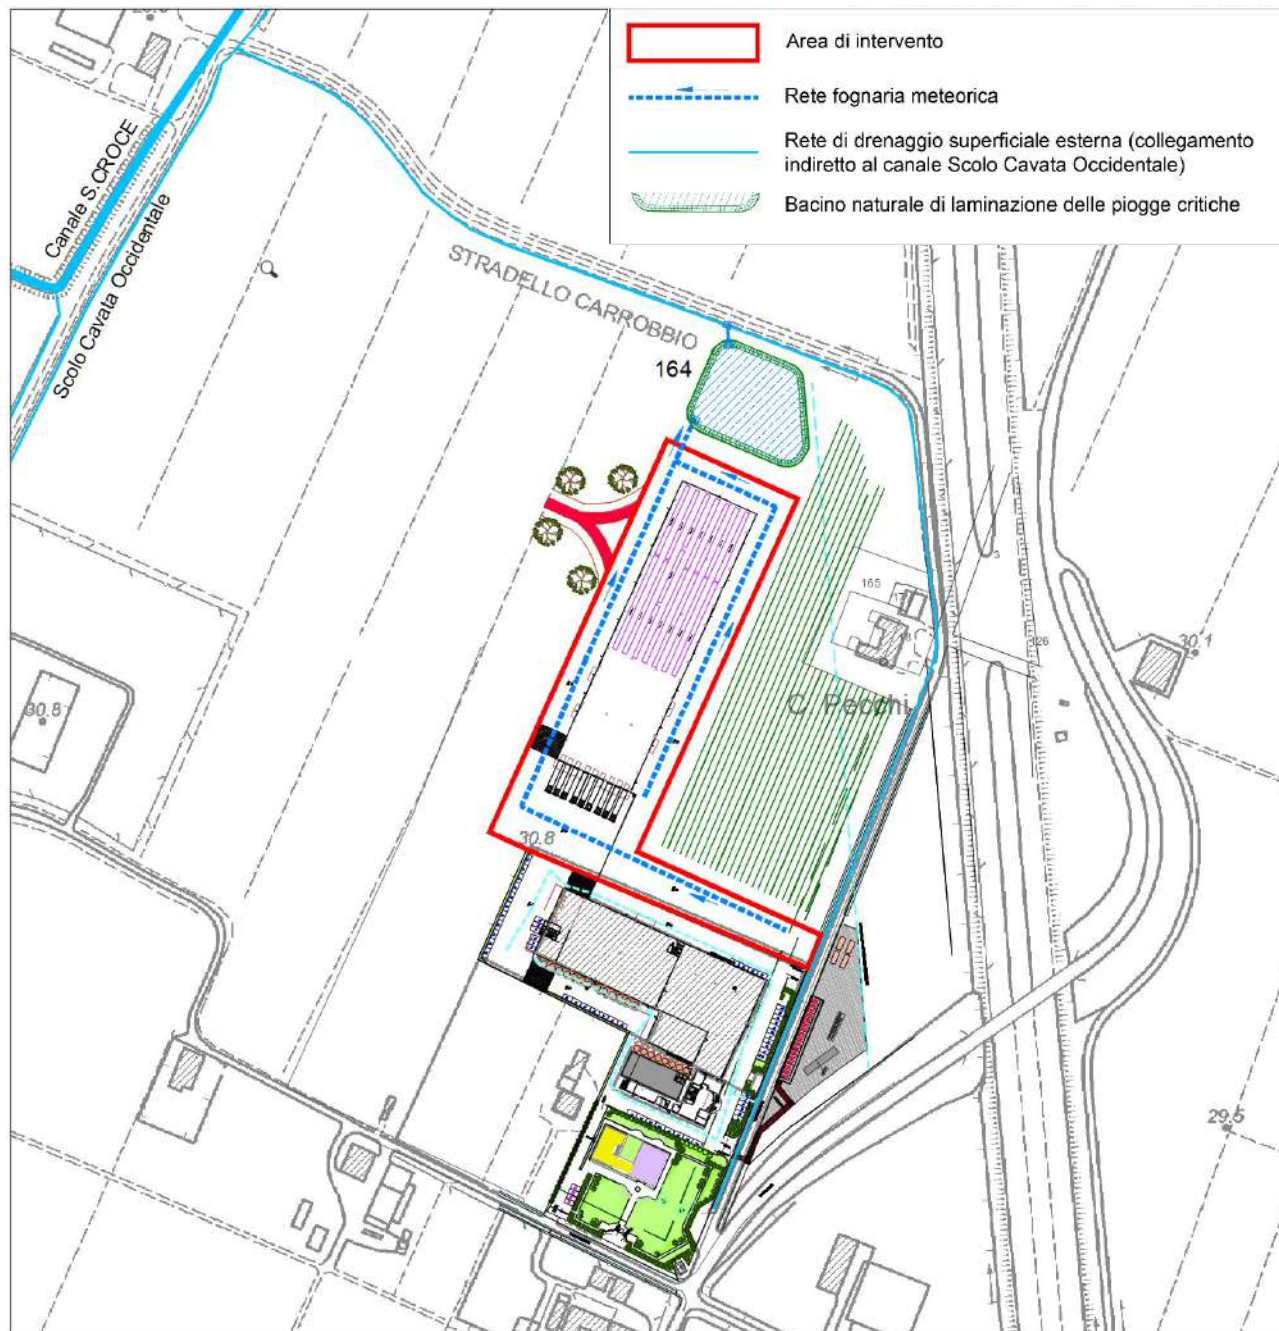 Area di intervento
Rete fognaria meteorica
Rete di drenaggio superficiale esterna (collegamento
indiretto al canale Scolo Cavata Occidentale)
Bacino naturale di laminazione delle piogge critiche
Canale S.CROCE
Scolo Cavata Occidentale
STRADELLO CARROBBIO
164
165
30.1
30.8
C. Pecchi
30.8
29.5